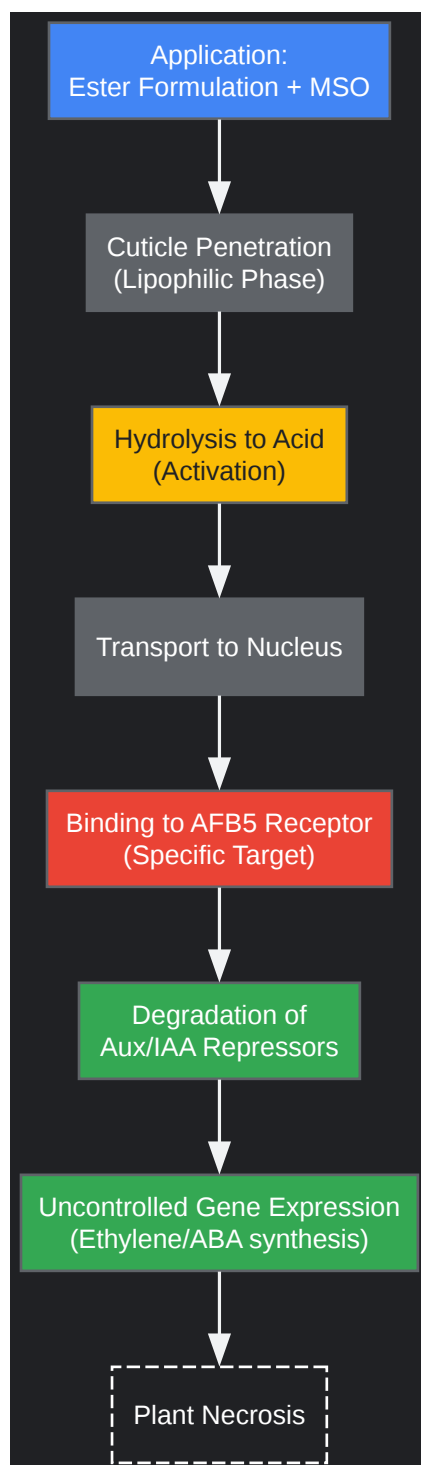 Application:
Ester Formulation + MSO
Cuticle Penetration
(Lipophilic Phase)
Hydrolysis to Acid
(Activation)
Transport to Nucleus
Binding to AFB5 Receptor
(Specific Target)
Degradation of
Aux/IAA Repressors
Uncontrolled Gene Expression
(Ethylene/ABA synthesis)
Plant Necrosis